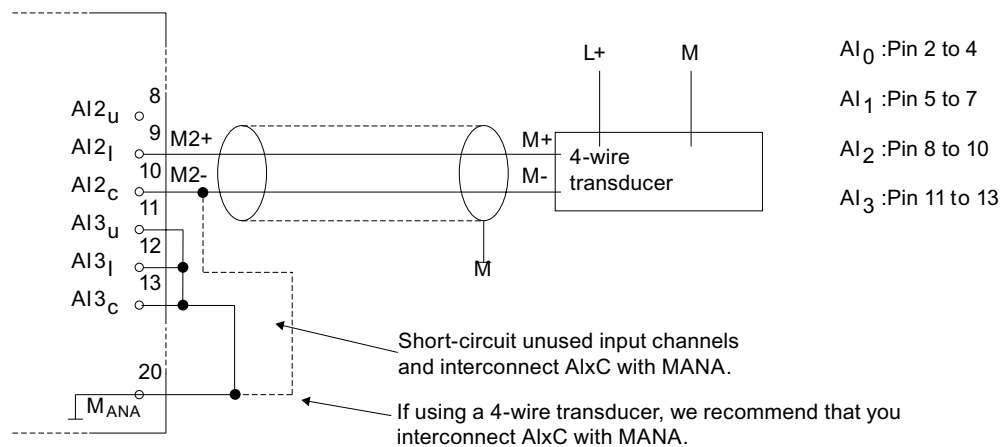 L+ M
AI0 :Pin 2 to 4
8
AI2u
AI1 :Pin 5 to 7
9
M2+
M+
AI2I
4-wire
AI2 :Pin 8 to 10
10
M2-
M-
transducer
AI2c
11
AI3 :Pin 11 to 13
AI3u
12
AI3I
M
13
AI3c
Short-circuit unused input channels
and interconnect AIxC with MANA.
20
MANA
If using a 4-wire transducer, we recommend that you
interconnect AIxC with MANA.